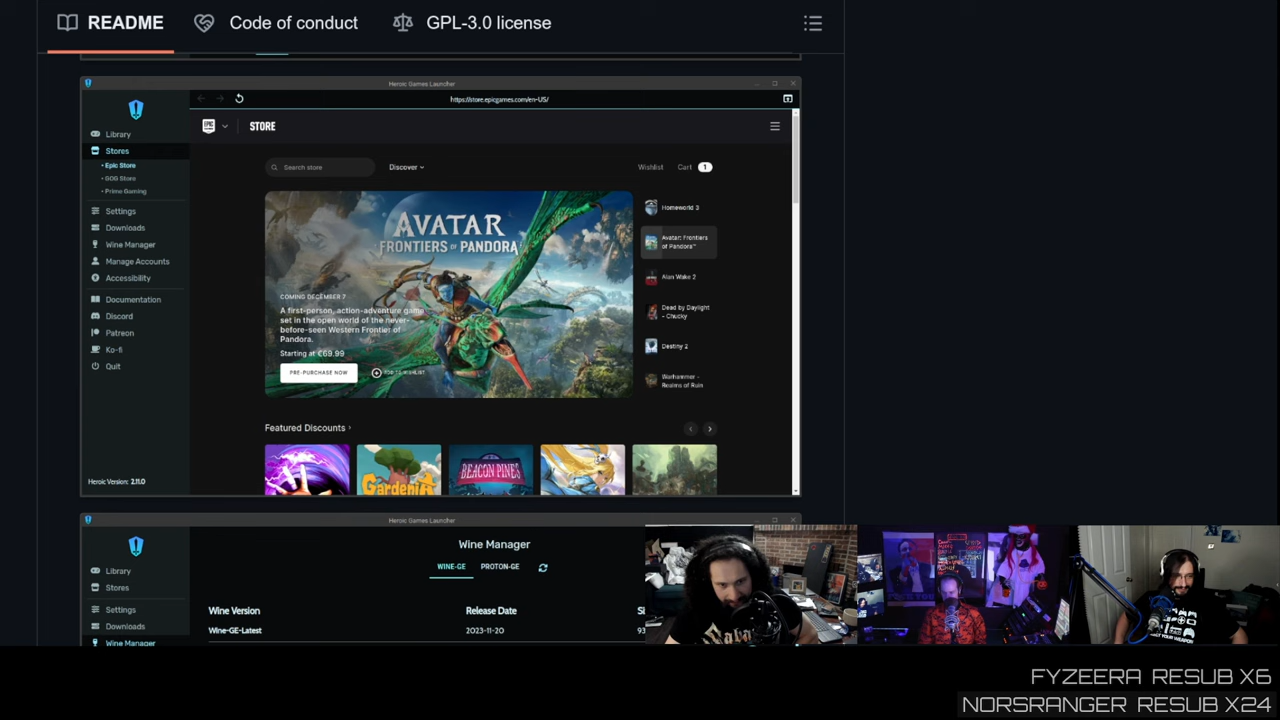 README
Code of conduct
GPL-3.0 license
Heroic Games Launcher
https://store.epicgames.com/en-US/
Library
Stores
• Epic Store
• GOG Store
• Prime Gaming
Settings
Downloads
Wine Manager
Manage Accounts
Accessibility
Documentation
Discord
Patreon
Ko-fi
Quit
Heroic Version: 2.11.0
EPIC
STORE
Search store
Discover
Wishlist
Cart
1
AVATAR
FRONTIERS OF PANDORA
COMING DECEMBER 7
A first-person, action-adventure game
set in the open world of the never-
before-seen Western Frontier of
Pandora.
Starting at €69.99
PRE-PURCHASE NOW
ADD TO WISHLIST
Homeworld 3
Avatar: Frontiers
of Pandora™
Alan Wake 2
Dead by Daylight
- Chucky
Destiny 2
Warhammer -
Realms of Ruin
Featured Discounts
Gardenia
BEACON PINES
Heroic Games Launcher
Library
Stores
Settings
Downloads
Wine Manager
Wine Manager
WINE-GE
PROTON-GE
Wine Version
Release Date
Si
Wine-GE-Latest
2023-11-20
93
FYZEERA RESUB X6
NORSRANGER RESUB X24